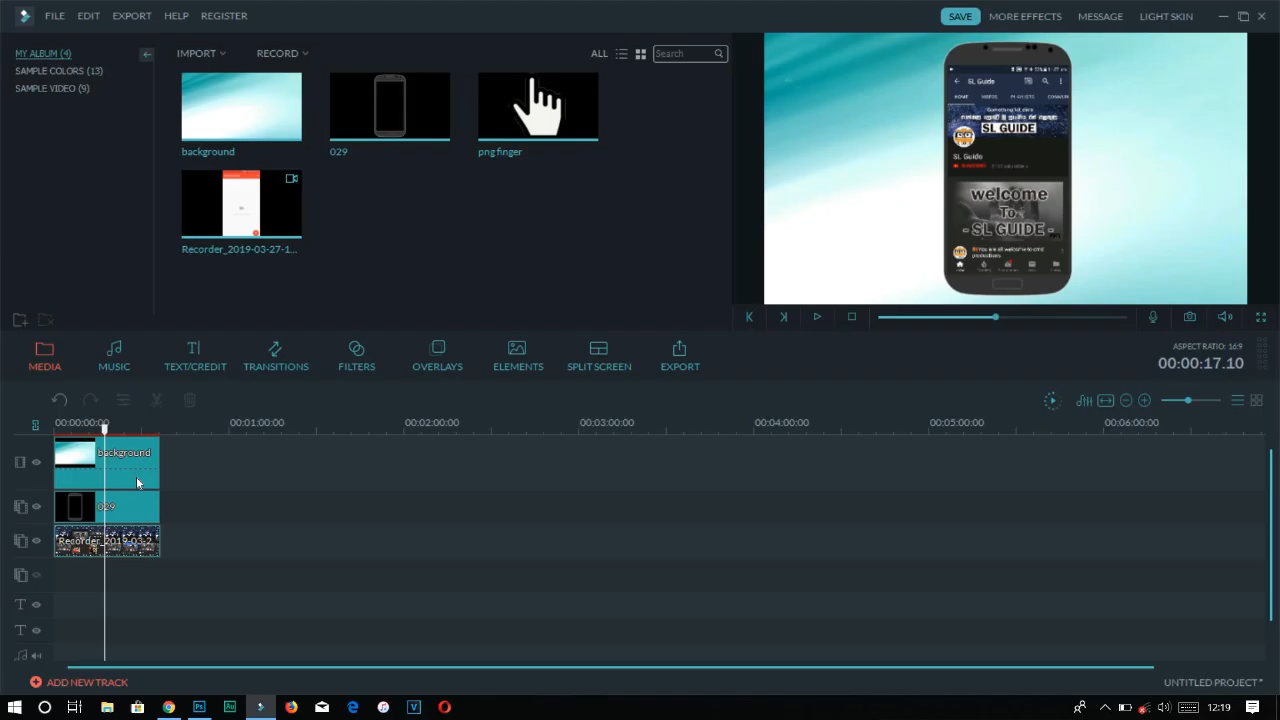 FILE EDIT EXPORT HELP REGISTER
SAVE MORE EFFECTS MESSAGE LIGHT SKIN
MY ALBUM (4)
SAMPLE COLORS (13)
SAMPLE VIDEO (9)
IMPORT RECORD ALL Search
background
029
png finger
Recorder_2019-03-27-1...
SL Guide
HOME VIDEOS PLAYLISTS
SL GUIDE
SL Guide
welcome
To
SL GUIDE
MEDIA MUSIC TEXT/CREDIT TRANSITIONS FILTERS OVERLAYS ELEMENTS SPLIT SCREEN EXPORT
ASPECT RATIO: 16:9
00:00:17.10
00:00:00:00 00:01:00:00 00:02:00:00 00:03:00:00 00:04:00:00 00:05:00:00 00:06:00:00
background
029
Recorder_2019-03-2
ADD NEW TRACK
UNTITLED PROJECT*
12:19